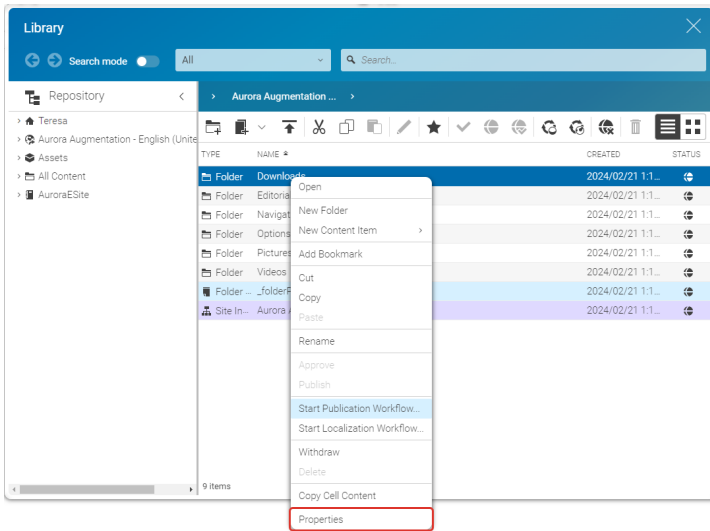 Library
Search mode
All
Search...
Repository
Aurora Augmentation ...
Teresa
Aurora Augmentation - English (Unite
Assets
All Content
AuroraESite
TYPE NAME CREATED STATUS
Folder Downloads 2024/02/21 1:1...
Folder Editoria 2024/02/21 1:1...
Folder Navigat 2024/02/21 1:1...
Folder Options 2024/02/21 1:1...
Folder Pictures 2024/02/21 1:1...
Folder Videos 2024/02/21 1:1...
Folder ... _folderP 2024/02/21 1:1...
Site In... Aurora 2024/02/21 1:1...
9 items
Open
New Folder
New Content Item
Add Bookmark
Cut
Copy
Paste
Rename
Approve
Publish
Start Publication Workflow...
Start Localization Workflow...
Withdraw
Delete
Copy Cell Content
Properties